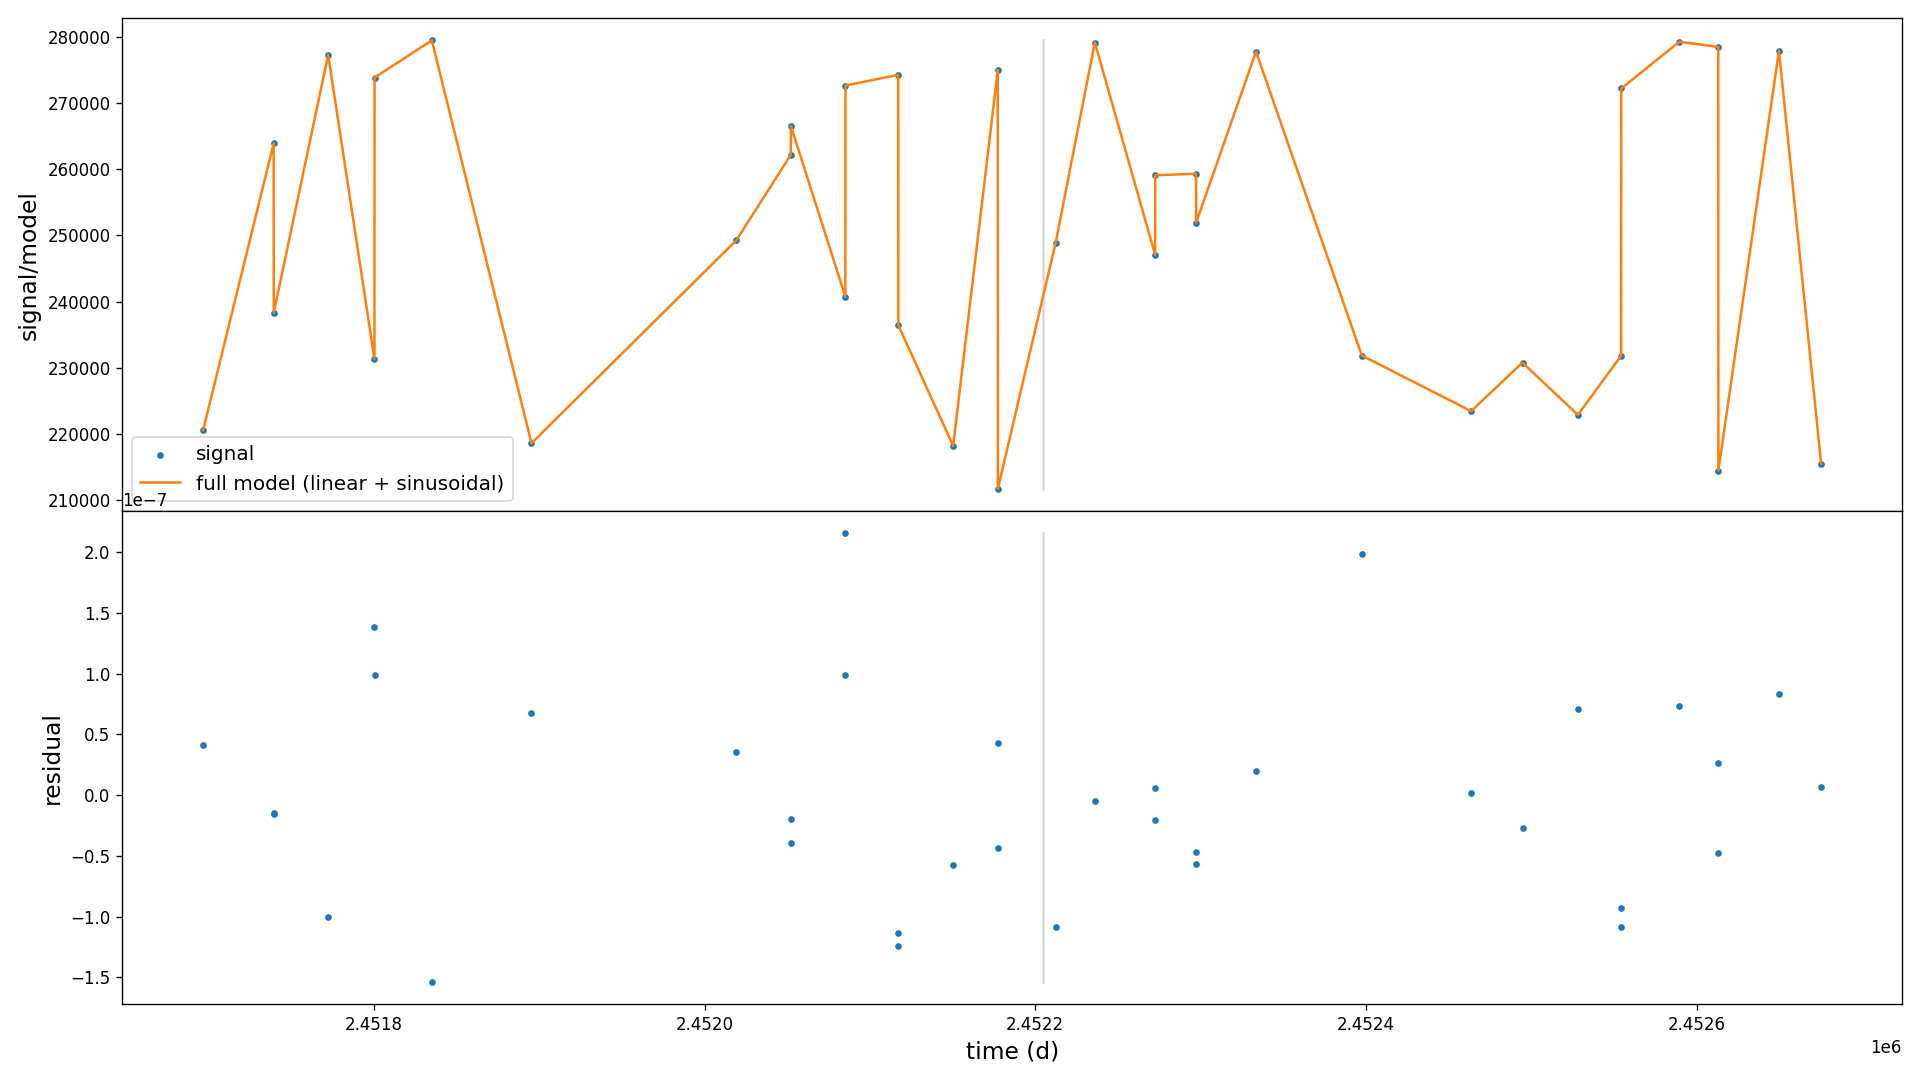 280000
270000
260000
250000
240000
230000
220000
210000
signal/model
signal
full model (linear + sinusoidal)
1e−7
2.0
1.5
1.0
0.5
0.0
−0.5
−1.0
−1.5
residual
2.4518 2.4520 2.4522 2.4524 2.4526
time (d)
1e6